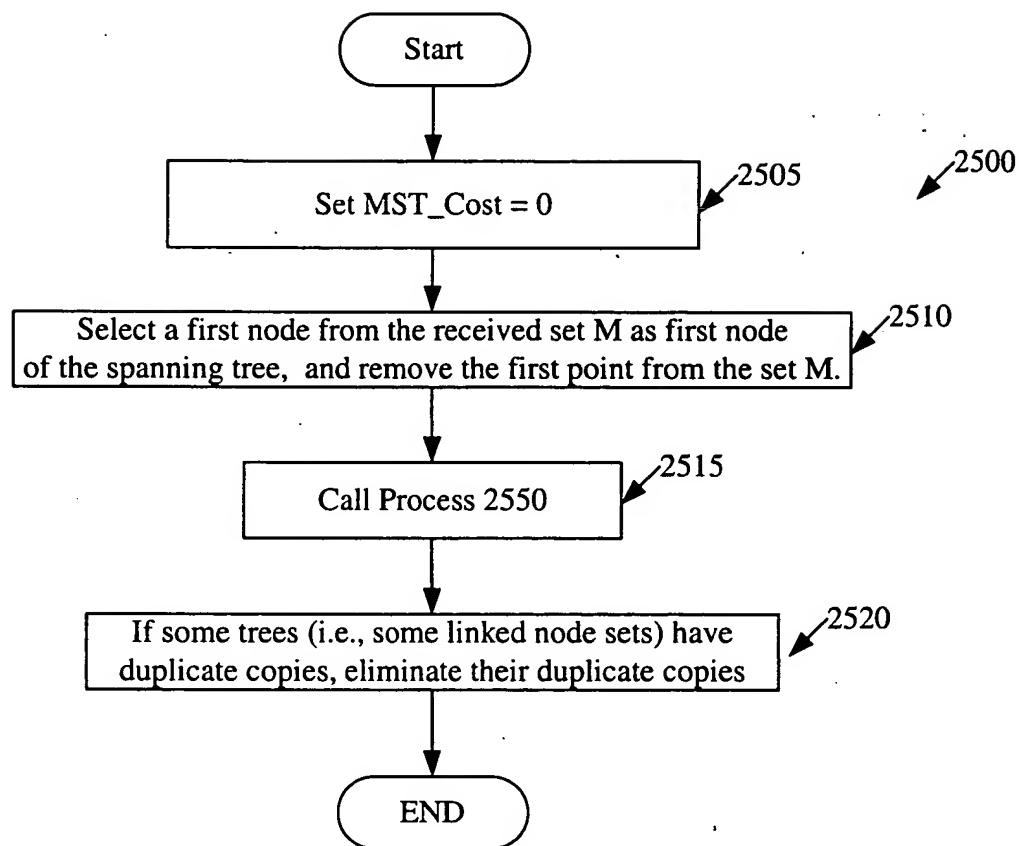 Start
2500
2505
Set MST_Cost = 0
2510
Select a first node from the received set M as first node
of the spanning tree, and remove the first point from the set M.
2515
Call Process 2550
2520
If some trees (i.e., some linked node sets) have
duplicate copies, eliminate their duplicate copies
END